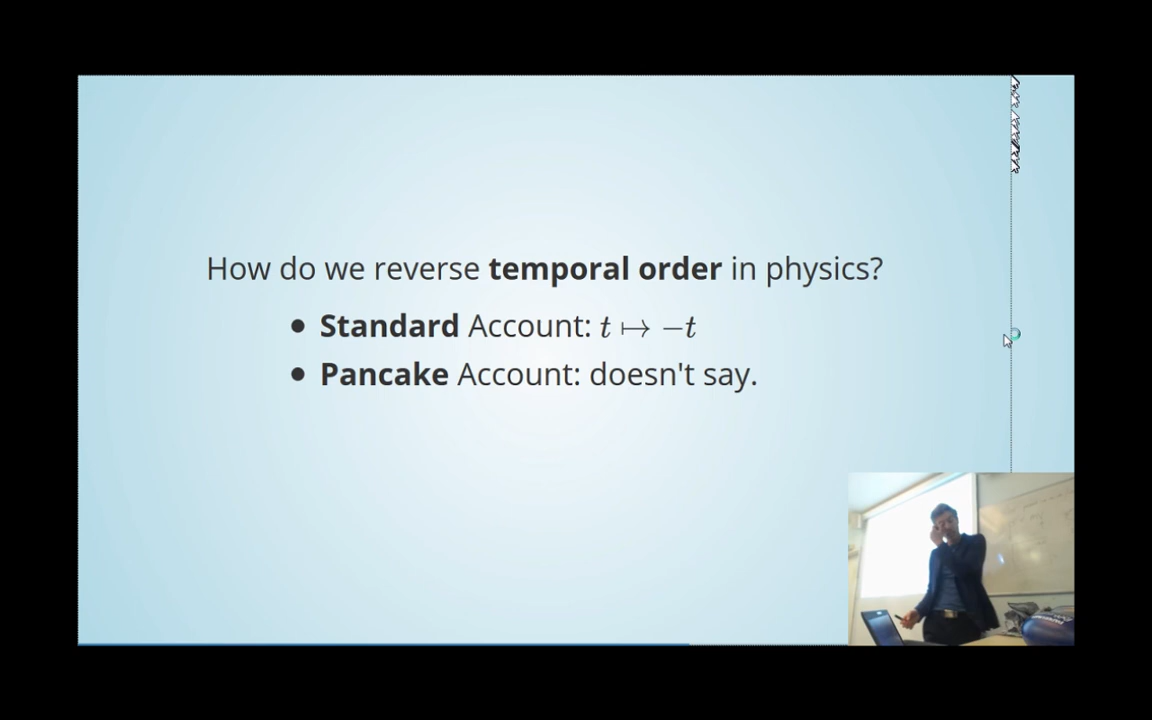 How do we reverse temporal order in physics?
• Standard Account: t ↦ −t
• Pancake Account: doesn't say.